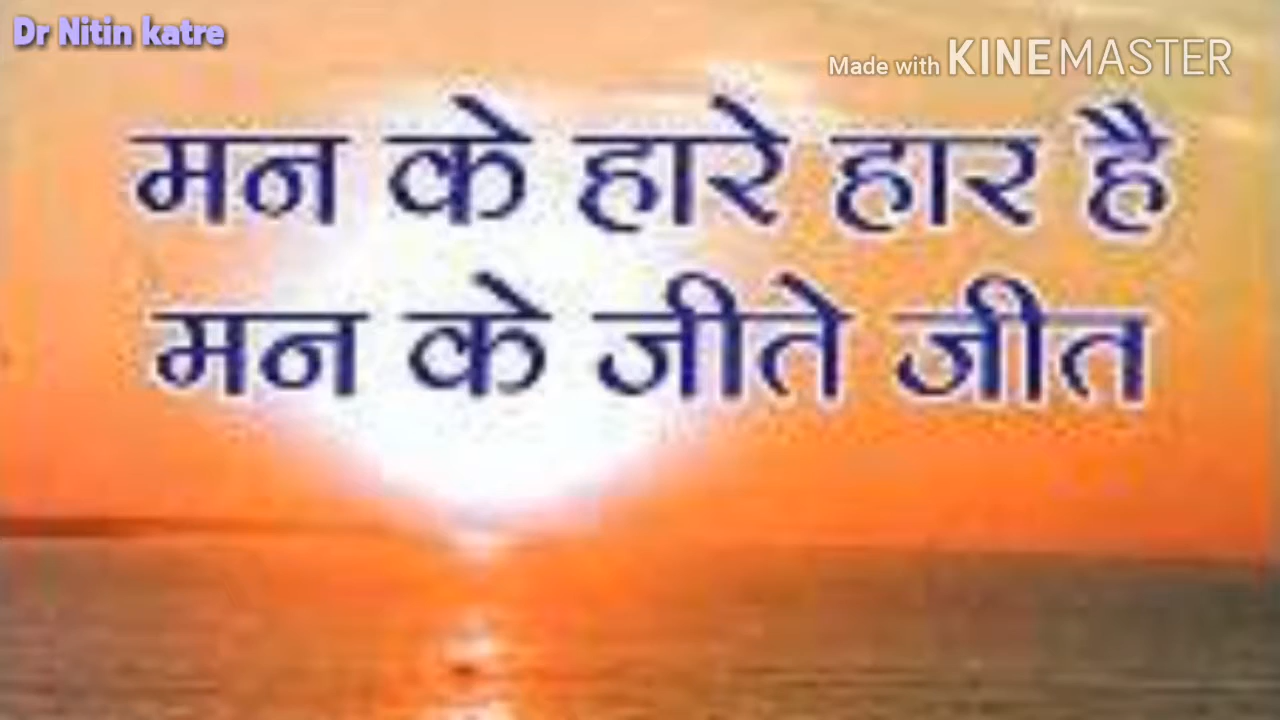 Dr Nitin katre
Made with KINEMASTER
मन के हारे हार है
मन के जीते जीत